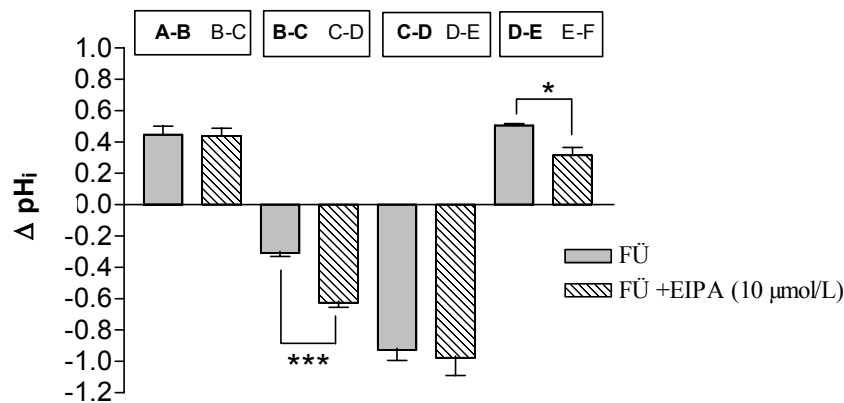 A-B B-C
B-C C-D
C-D D-E
D-E E-F
1.0
0.8
0.6
0.4
0.2
0.0
-0.2
-0.4
-0.6
-0.8
-1.0
-1.2
Δ pHi
*
***
FÜ
FÜ +EIPA (10 µmol/L)